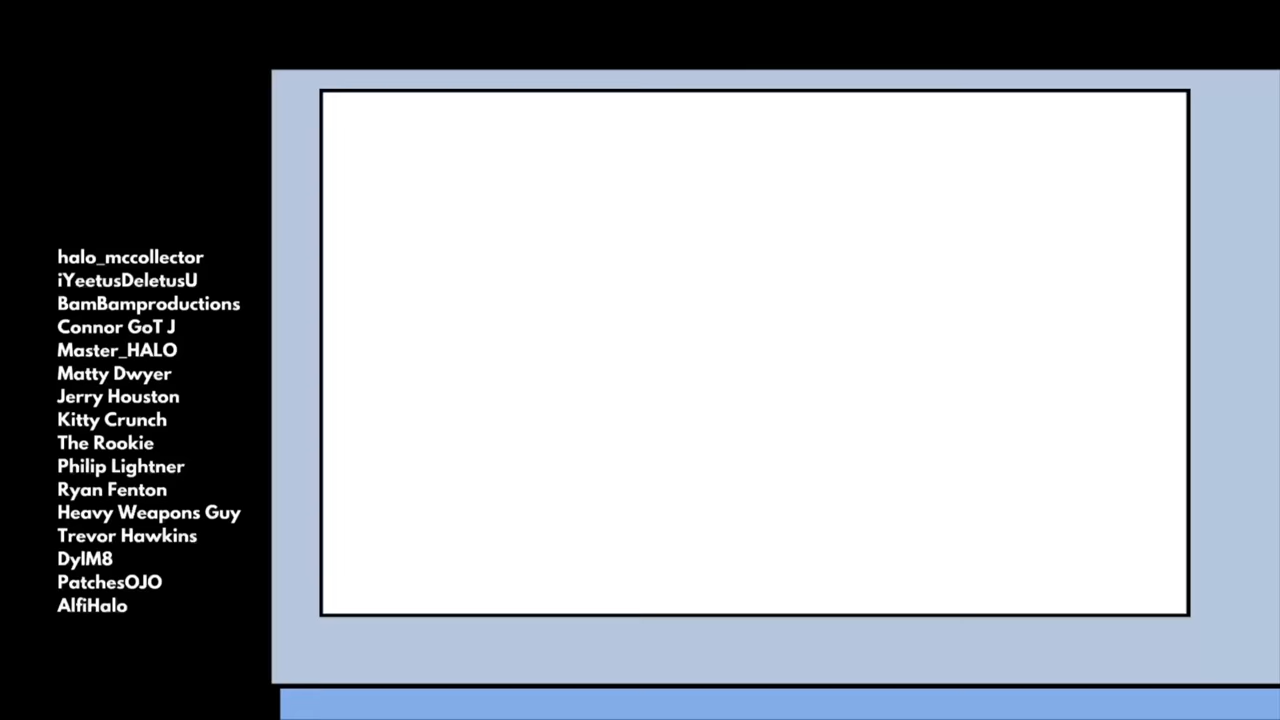 halo_mccollector
iYeetusDeletusU
BamBamproductions
Connor GoT J
Master_HALO
Matty Dwyer
Jerry Houston
Kitty Crunch
The Rookie
Philip Lightner
Ryan Fenton
Heavy Weapons Guy
Trevor Hawkins
DylM8
PatchesOJO
AlfiHalo